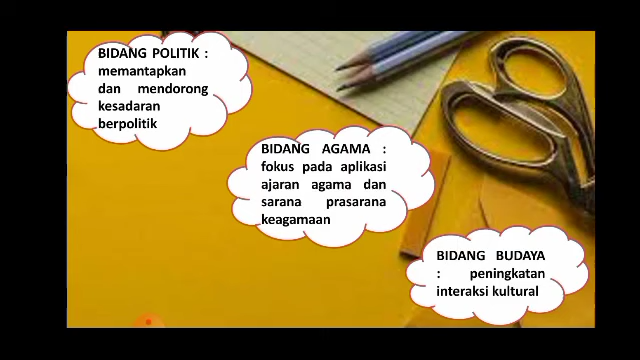 BIDANG POLITIK :
memantapkan
dan mendorong
kesadaran
berpolitik
BIDANG AGAMA :
fokus pada aplikasi
ajaran agama dan
sarana prasarana
keagamaan
BIDANG BUDAYA
: peningkatan
interaksi kultural